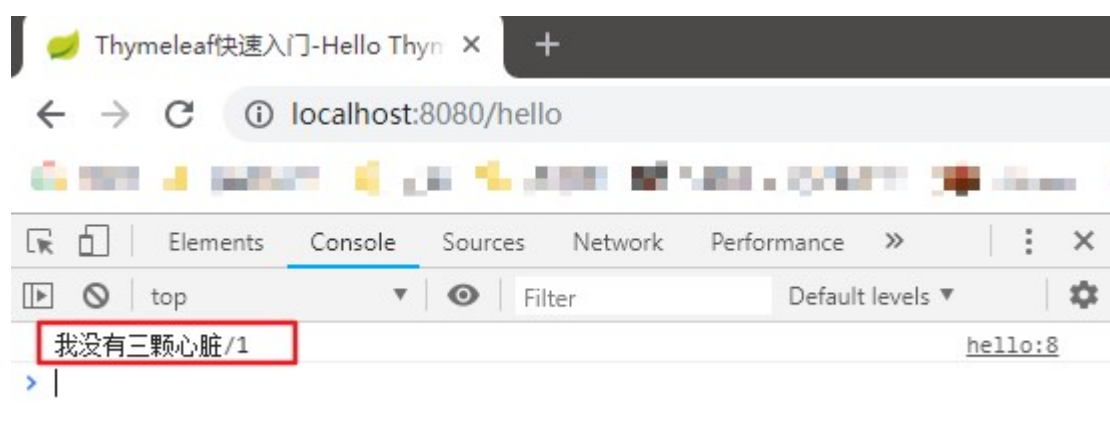 Thymeleaf快速入门-Hello Thym
localhost:8080/hello
Elements Console Sources Network Performance »
top Filter Default levels
我没有三颗心脏/1 hello:8
>